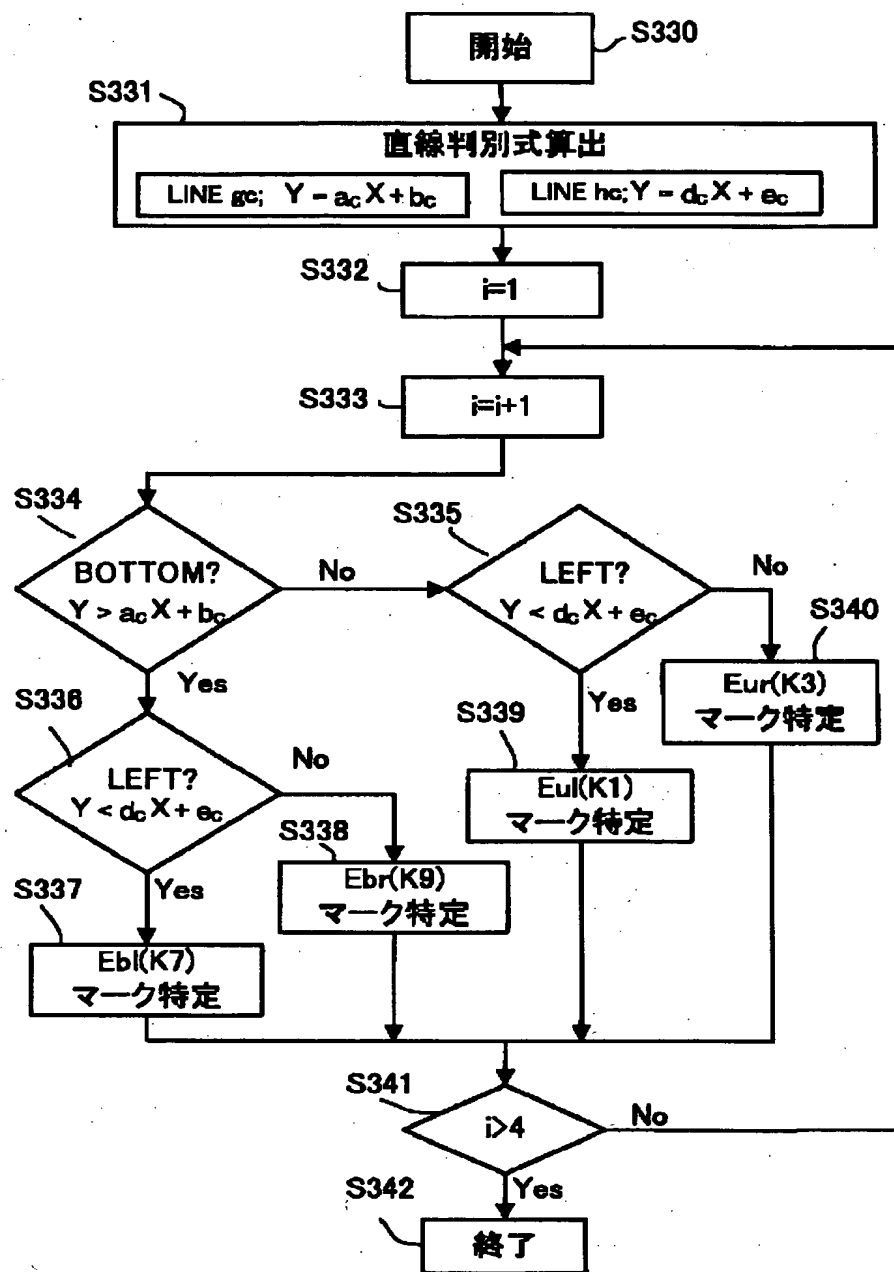 開始
S330
S331
直線判別式算出
LINE gc; Y = acX + bc
LINE hc; Y = dcX + ec
S332
i=1
S333
i=i+1
S334
BOTTOM?
Y > acX + bc
No
Yes
S335
LEFT?
Y < dcX + ec
No
Yes
S340
Eur(K3)
マーク特定
S339
Eul(K1)
マーク特定
S336
LEFT?
Y < dcX + ec
No
Yes
S338
Ebr(K9)
マーク特定
S337
Ebl(K7)
マーク特定
S341
i>4
No
Yes
S342
終了